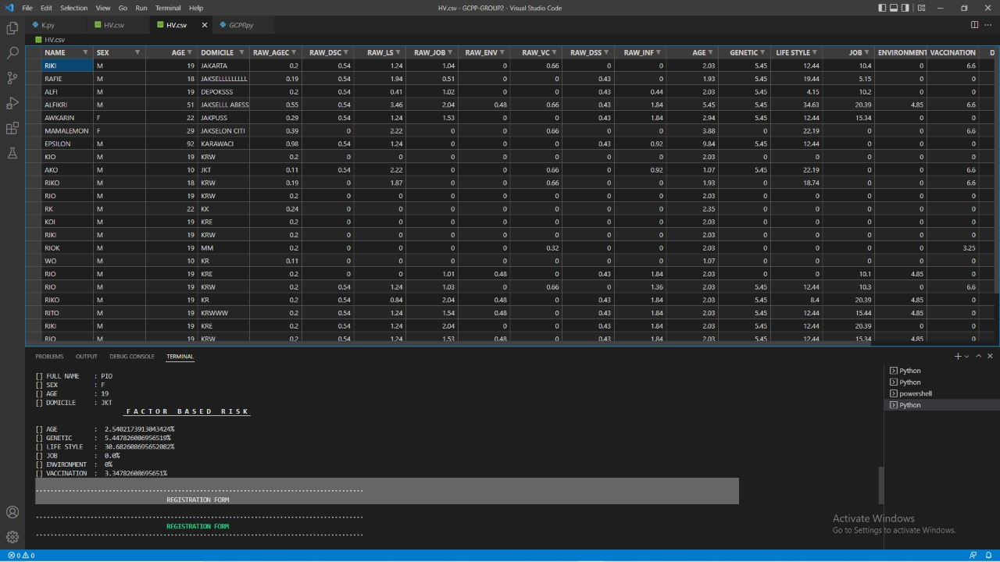 File Edit Selection View Go Run Terminal Help HV.csv - GCPP-GROUP2 - Visual Studio Code
K.py HV.csv HV.csv GCPRpy
HV.csv
NAME SEX AGE DOMICILE RAW_AGEC RAW_DSC RAW_LS RAW_JOB RAW_ENV RAW_VC RAW_DSS RAW_INF AGE GENETIC LIFE STYLE JOB ENVIRONMENT VACCINATION D
RIKI M 19 JAKARTA 0.2 0.54 1.24 1.04 0 0.66 0 0 2.03 5.45 12.44 10.4 0 6.6
RAFIE M 18 JAKSELLLLLLLLL 0.19 0.54 1.94 0.51 0 0 0.43 0 1.93 5.45 19.44 5.15 0 0
ALFI M 19 DEPOKSSS 0.2 0.54 0.41 1.02 0 0 0.43 0.44 2.03 5.45 4.15 10.2 0 0
ALFIKRI M 51 JAKSELLL ABESS 0.55 0.54 3.46 2.04 0.48 0.66 0.43 1.84 5.45 5.45 34.63 20.39 4.85 6.6
AWKARIN F 22 JAKPUSS 0.29 0.54 1.24 1.53 0 0 0.43 1.84 2.94 5.45 12.44 15.34 0 0
MAMALEMON F 29 JAKSELON CITI 0.39 0 2.22 0 0 0.66 0 0 3.88 0 22.19 0 0 6.6
EPSILON M 92 KARAWACI 0.98 0.54 1.24 0 0 0 0.43 0.92 9.84 5.45 12.44 0 0 0
KIO M 19 KRW 0.2 0 0 0 0 0 0 0 2.03 0 0 0 0 0
AKO M 10 JKT 0.11 0.54 2.22 0 0 0.66 0 0.92 1.07 5.45 22.19 0 0 6.6
RIKO M 18 KRW 0.19 0 1.87 0 0 0.66 0 0 1.93 0 18.74 0 0 6.6
RIO M 19 KRW 0.2 0 0 0 0 0 0 0 2.03 0 0 0 0 0
RK M 22 KK 0.24 0 0 0 0 0 0 0 2.35 0 0 0 0 0
KOI M 19 KRE 0.2 0 0 0 0 0 0 0 2.03 0 0 0 0 0
RIKI M 19 KRW 0.2 0 0 0 0 0 0 0 2.03 0 0 0 0 0
RIOK M 19 MM 0.2 0 0 0 0 0.32 0 0 2.03 0 0 0 0 3.25
WO M 10 KR 0.11 0 0 0 0 0 0 0 1.07 0 0 0 0 0
RIO M 19 KRE 0.2 0 0 1.01 0.48 0 0.43 1.84 2.03 0 0 10.1 4.85 0
RIO M 19 KRW 0.2 0.54 1.24 1.03 0 0.66 0 1.36 2.03 5.45 12.44 10.3 0 6.6
RIKO M 19 KR 0.2 0.54 0.84 2.04 0.48 0 0.43 1.84 2.03 5.45 8.4 20.39 4.85 0
RITO M 19 KRWWW 0.2 0.54 1.24 1.54 0.48 0 0.43 1.84 2.03 5.45 12.44 15.44 4.85 0
RIKI M 19 KRE 0.2 0.54 1.24 2.04 0 0 0.43 1.84 2.03 5.45 12.44 20.39 0 0
RIO M 19 KRW 0.2 0.54 1.24 1.53 0.48 0 0.43 1.84 2.03 5.45 12.44 15.34 4.85 0
PROBLEMS OUTPUT DEBUG CONSOLE TERMINAL
[] FULL NAME : PIO
[] SEX : F
[] AGE : 19
[] DOMICILE : JKT
F A C T O R B A S E D R I S K
[] AGE : 2.5402173913043424%
[] GENETIC : 5.447826086956519%
[] LIFE STYLE : 30.682608695652082%
[] JOB : 0.0%
[] ENVIRONMENT : 0%
[] VACCINATION : 3.34782608695651%
REGISTRATION FORM
REGISTRATION FORM
Python
Python
powershell
Python
Activate Windows
Go to Settings to activate Windows.
0 0